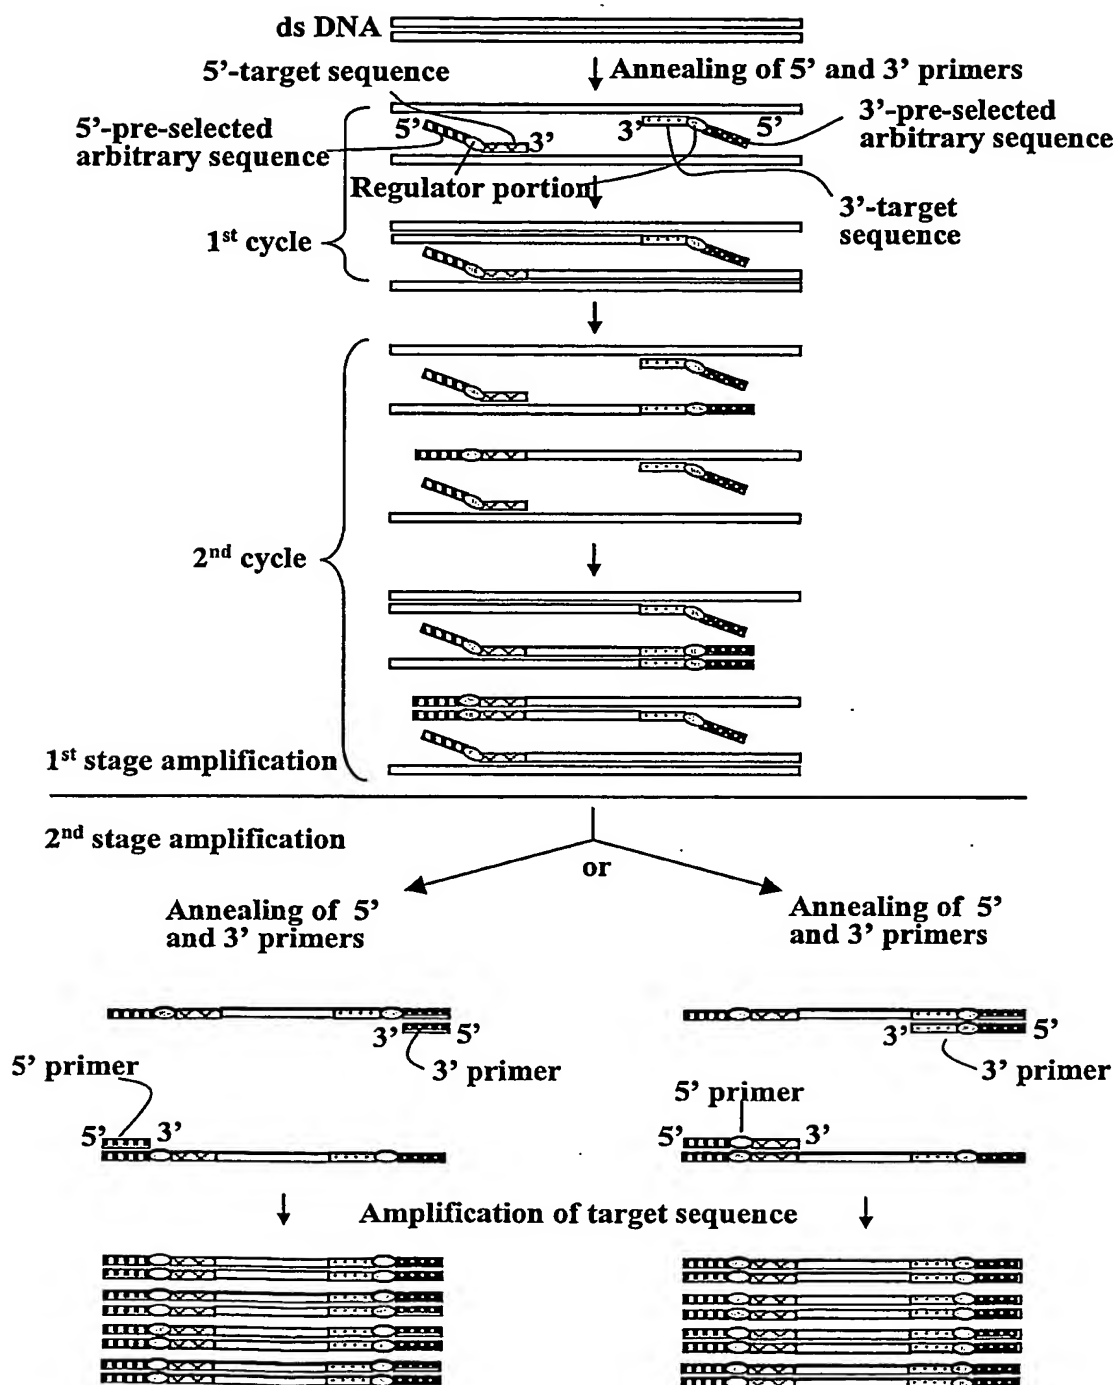 ds DNA
5’-target sequence
Annealing of 5’ and 3’ primers
5’-pre-selected
arbitrary sequence
5’
3’
3’
5’
3’-pre-selected
arbitrary sequence
Regulator portion
3’-target
sequence
1st cycle
2nd cycle
1st stage amplification
2nd stage amplification
or
Annealing of 5’
and 3’ primers
Annealing of 5’
and 3’ primers
3’
5’
3’ primer
5’ primer
5’
3’
3’
5’
3’ primer
5’ primer
5’
3’
Amplification of target sequence